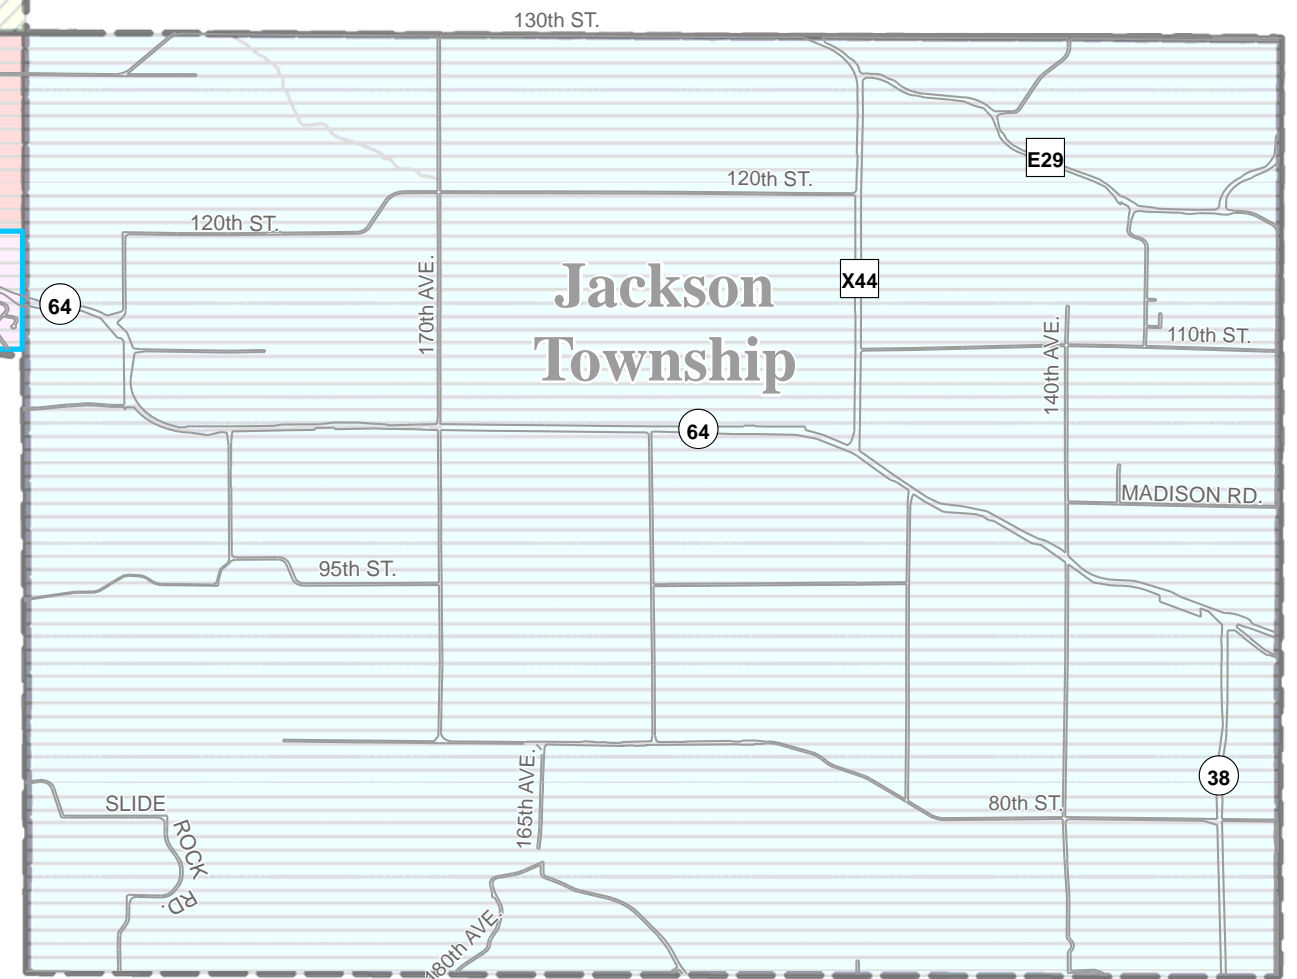 130th ST.
E29
120th ST.
120th ST.
170th AVE.
Jackson
Township
X44
64
140th AVE.
110th ST.
64
MADISON RD.
95th ST.
165th AVE.
38
SLIDE
ROCK
RD.
80th ST.
180th AVE.